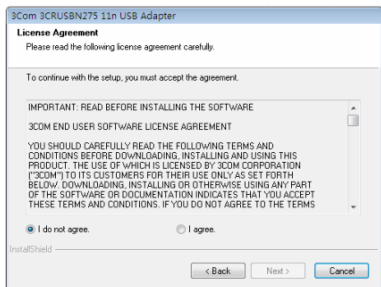 3Com 3CRUSBN275 11n USB Adapter
License Agreement
Please read the following license agreement carefully.
To continue with the setup, you must accept the agreement.
IMPORTANT: READ BEFORE INSTALLING THE SOFTWARE
3COM END USER SOFTWARE LICENSE AGREEMENT
YOU SHOULD CAREFULLY READ THE FOLLOWING TERMS AND
CONDITIONS BEFORE DOWNLOADING, INSTALLING AND USING THIS
PRODUCT. THE USE OF WHICH IS LICENSED BY 3COM CORPORATION
("3COM") TO ITS CUSTOMERS FOR THEIR USE ONLY AS SET FORTH
BELOW. DOWNLOADING, INSTALLING OR OTHERWISE USING ANY PART
OF THE SOFTWARE OR DOCUMENTATION INDICATES THAT YOU ACCEPT
THESE TERMS AND CONDITIONS. IF YOU DO NOT AGREE TO THE TERMS
I do not agree.
I agree.
InstallShield
< Back
Next >
Cancel